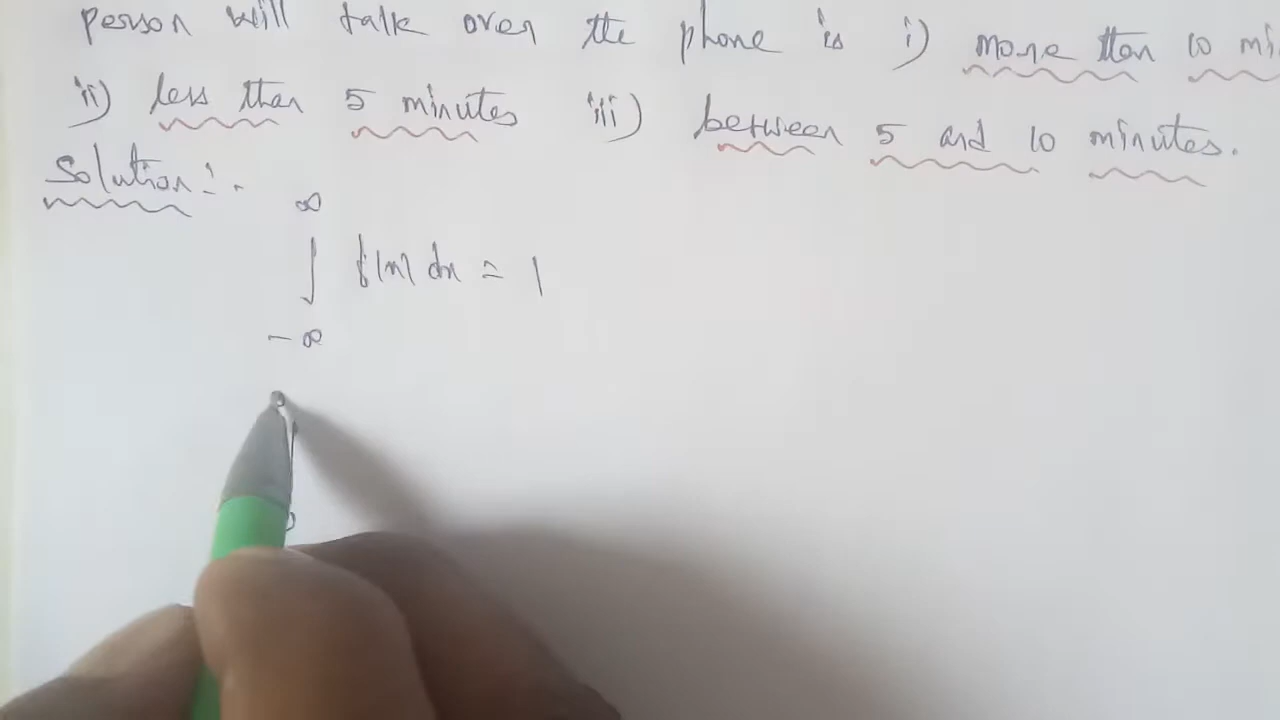 person will talk over the phone is i) more than 10 mi
ii) less than 5 minutes iii) between 5 and 10 minutes.
Solution:-
∞
∫ f(x) dx = 1
-∞